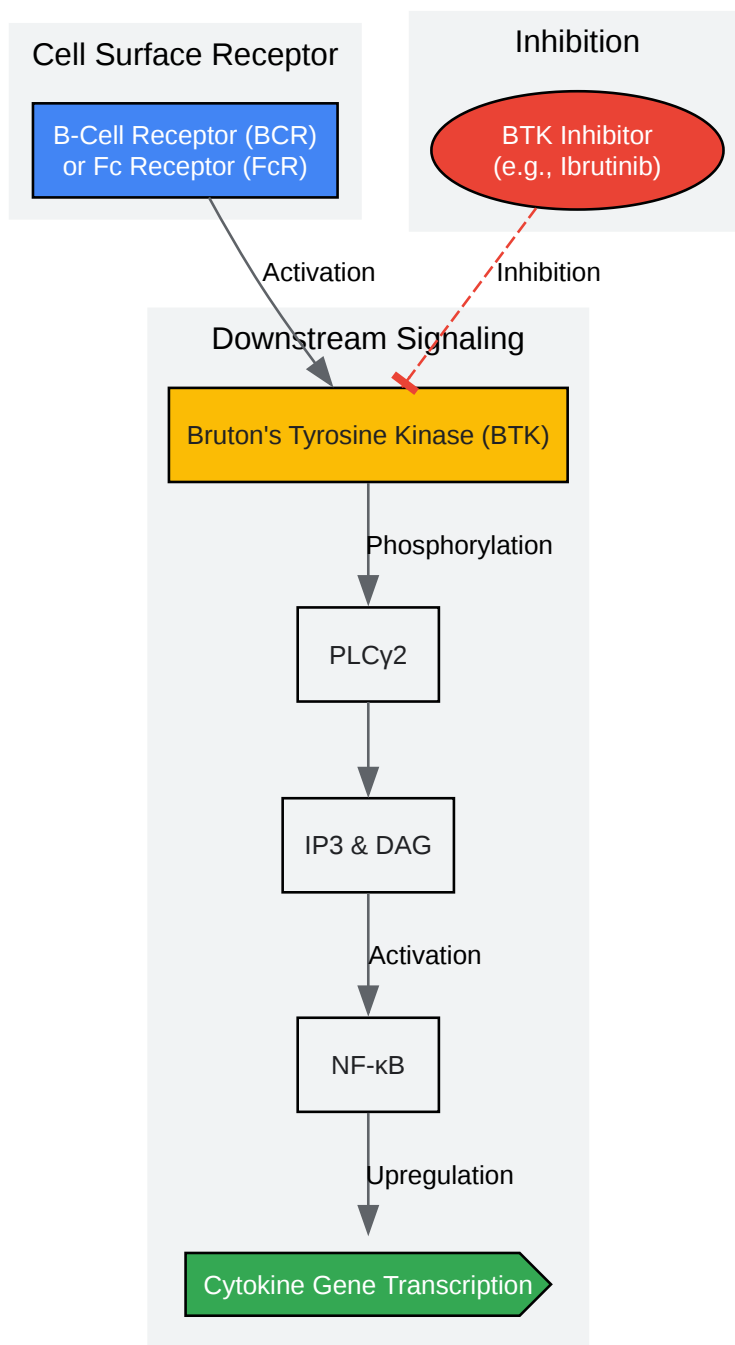 Cell Surface Receptor
B-Cell Receptor (BCR)
or Fc Receptor (FcR)
Inhibition
BTK Inhibitor
(e.g., Ibrutinib)
Activation
Inhibition
Downstream Signaling
Bruton's Tyrosine Kinase (BTK)
Phosphorylation
PLCγ2
IP3 & DAG
Activation
NF-κB
Upregulation
Cytokine Gene Transcription